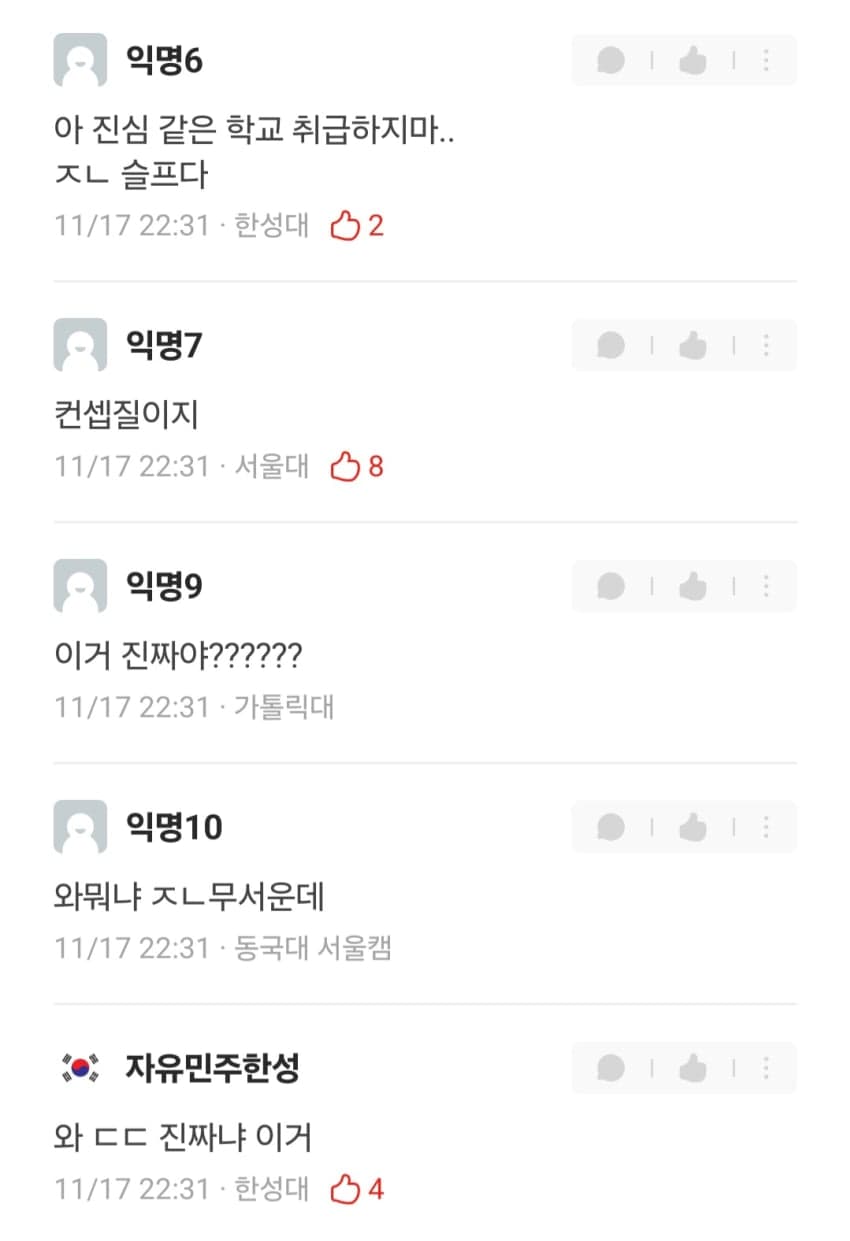 익명6
아 진심 같은 학교 취급하지마..
ㅈㄴ 슬프다
11/17 22:31 · 한성대 2
익명7
컨셉질이지
11/17 22:31 · 서울대 8
익명9
이거 진짜야??????
11/17 22:31 · 가톨릭대
익명10
와뭐냐 ㅈㄴ무서운데
11/17 22:31 · 동국대 서울캠
자유민주한성
와 ㄷㄷ 진짜냐 이거
11/17 22:31 · 한성대 4